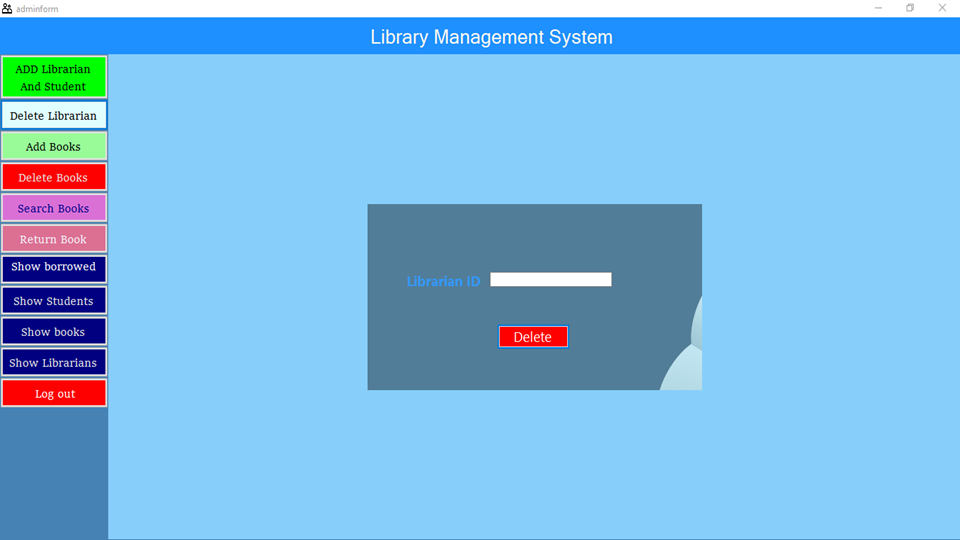 adminform
Library Management System
ADD Librarian
And Student
Delete Librarian
Add Books
Delete Books
Search Books
Return Book
Show borrowed
Show Students
Show books
Show Librarians
Log out
Librarian ID
Delete